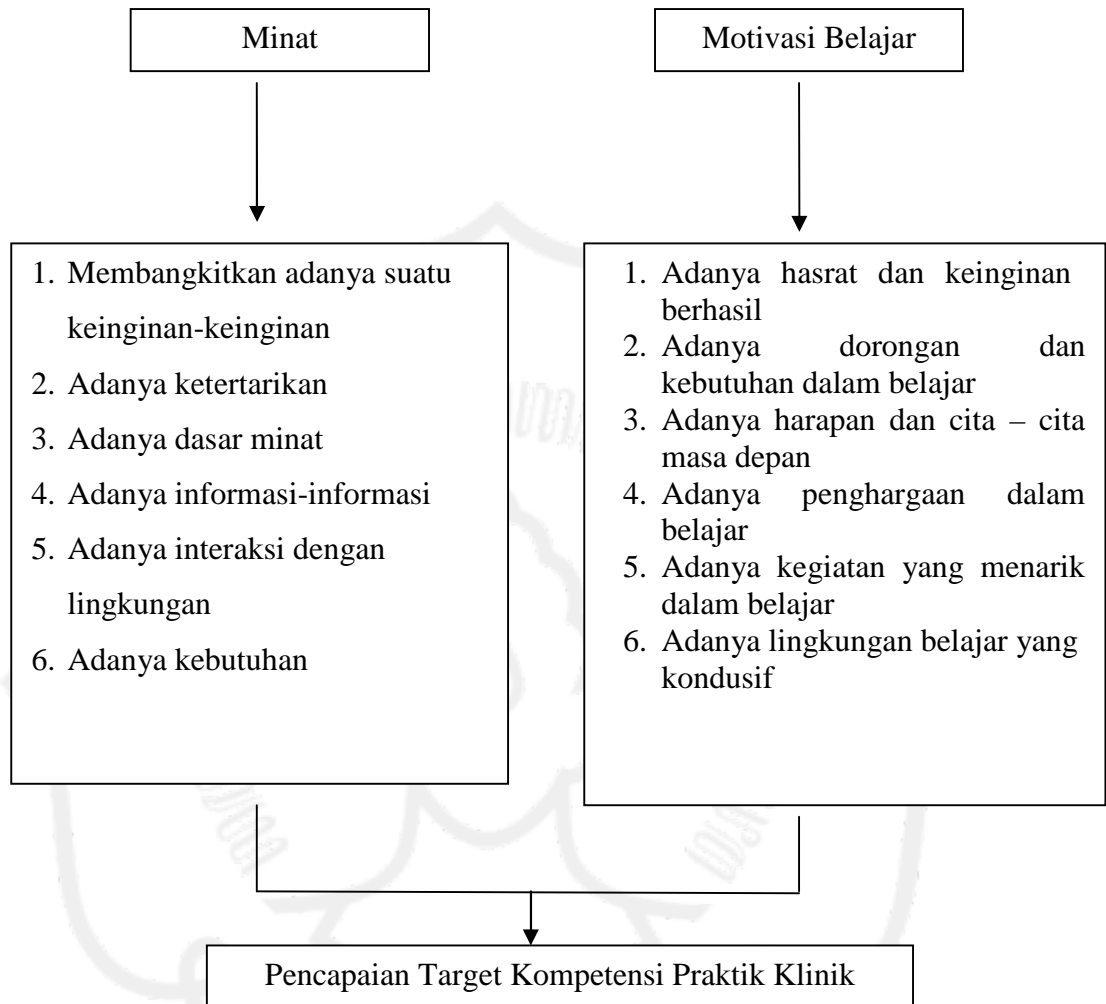 Minat
Motivasi Belajar
1. Membangkitkan adanya suatu
keinginan-keinginan
2. Adanya ketertarikan
3. Adanya dasar minat
4. Adanya informasi-informasi
5. Adanya interaksi dengan
lingkungan
6. Adanya kebutuhan
1. Adanya hasrat dan keinginan
berhasil
2. Adanya dorongan dan
kebutuhan dalam belajar
3. Adanya harapan dan cita – cita
masa depan
4. Adanya penghargaan dalam
belajar
5. Adanya kegiatan yang menarik
dalam belajar
6. Adanya lingkungan belajar yang
kondusif
Pencapaian Target Kompetensi Praktik Klinik